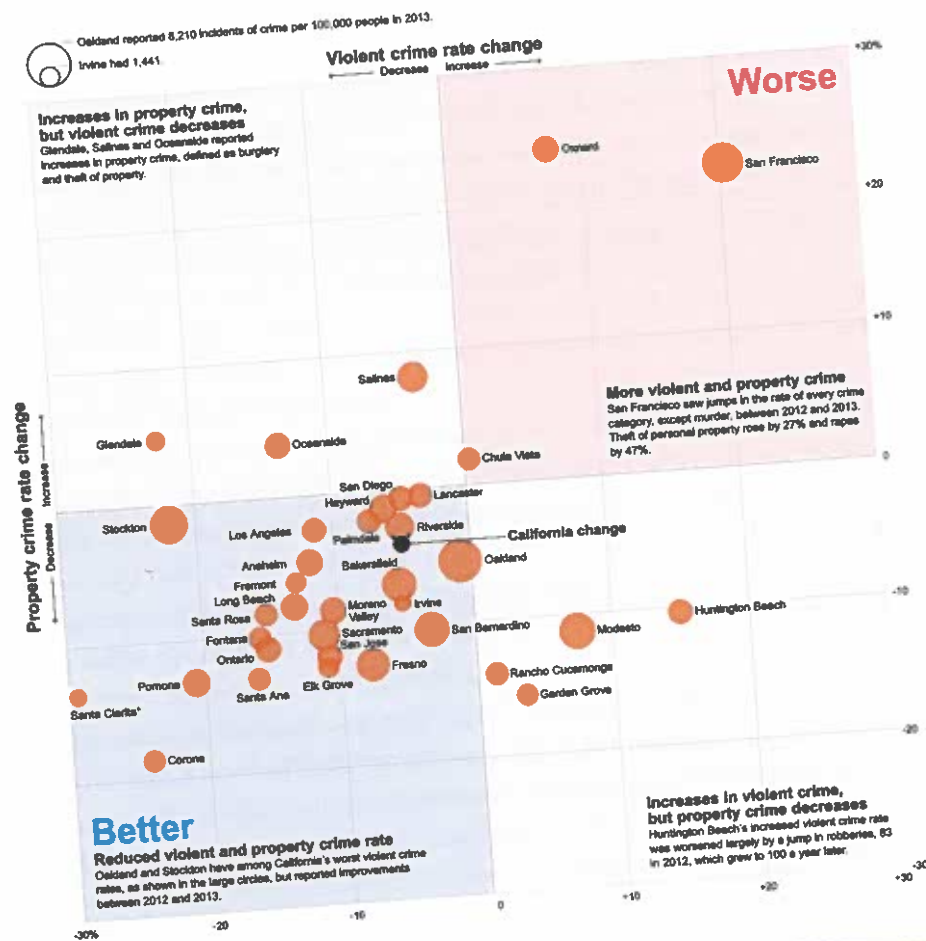 Oakland reported 8,210 incidents of crime per 100,000 people in 2013.
Irvine had 1,441.
Violent crime rate change
Decrease Increase
+30%
Worse
Increases in property crime,
but violent crime decreases
Glendale, Salinas and Oceanside reported
increases in property crime, defined as burglary
and theft of property.
Oxnard
San Francisco
+20
+10
Salinas
More violent and property crime
San Francisco saw jumps in the rate of every crime
category, except murder, between 2012 and 2013.
Theft of personal property rose by 27% and rapes
by 47%.
Property crime rate change
Decrease Increase
Glendale
Oceanside
Chula Vista
0
San Diego
Lancaster
Hayward
Stockton
Los Angeles
Riverside
Palmdale
California change
Anaheim
Bakersfield
Oakland
Fremont
Long Beach
Moreno
Valley
Irvine
-10
Santa Rosa
Huntington Beach
Sacramento
San Bernardino
Modesto
Fontana
San Jose
Ontario
Fresno
Elk Grove
Rancho Cucamonga
Pomona
Santa Ana
Garden Grove
Santa Clarita*
-20
Corona
Increases in violent crime,
but property crime decreases
Huntington Beach's increased violent crime rate
was worsened largely by a jump in robberies, 83
in 2012, which grew to 100 a year later.
Better
Reduced violent and property crime rate
Oakland and Stockton have among California's worst violent crime
rates, as shown in the large circles, but reported improvements
between 2012 and 2013.
-30
-30%
-20
-10
0
+10
+20
+30